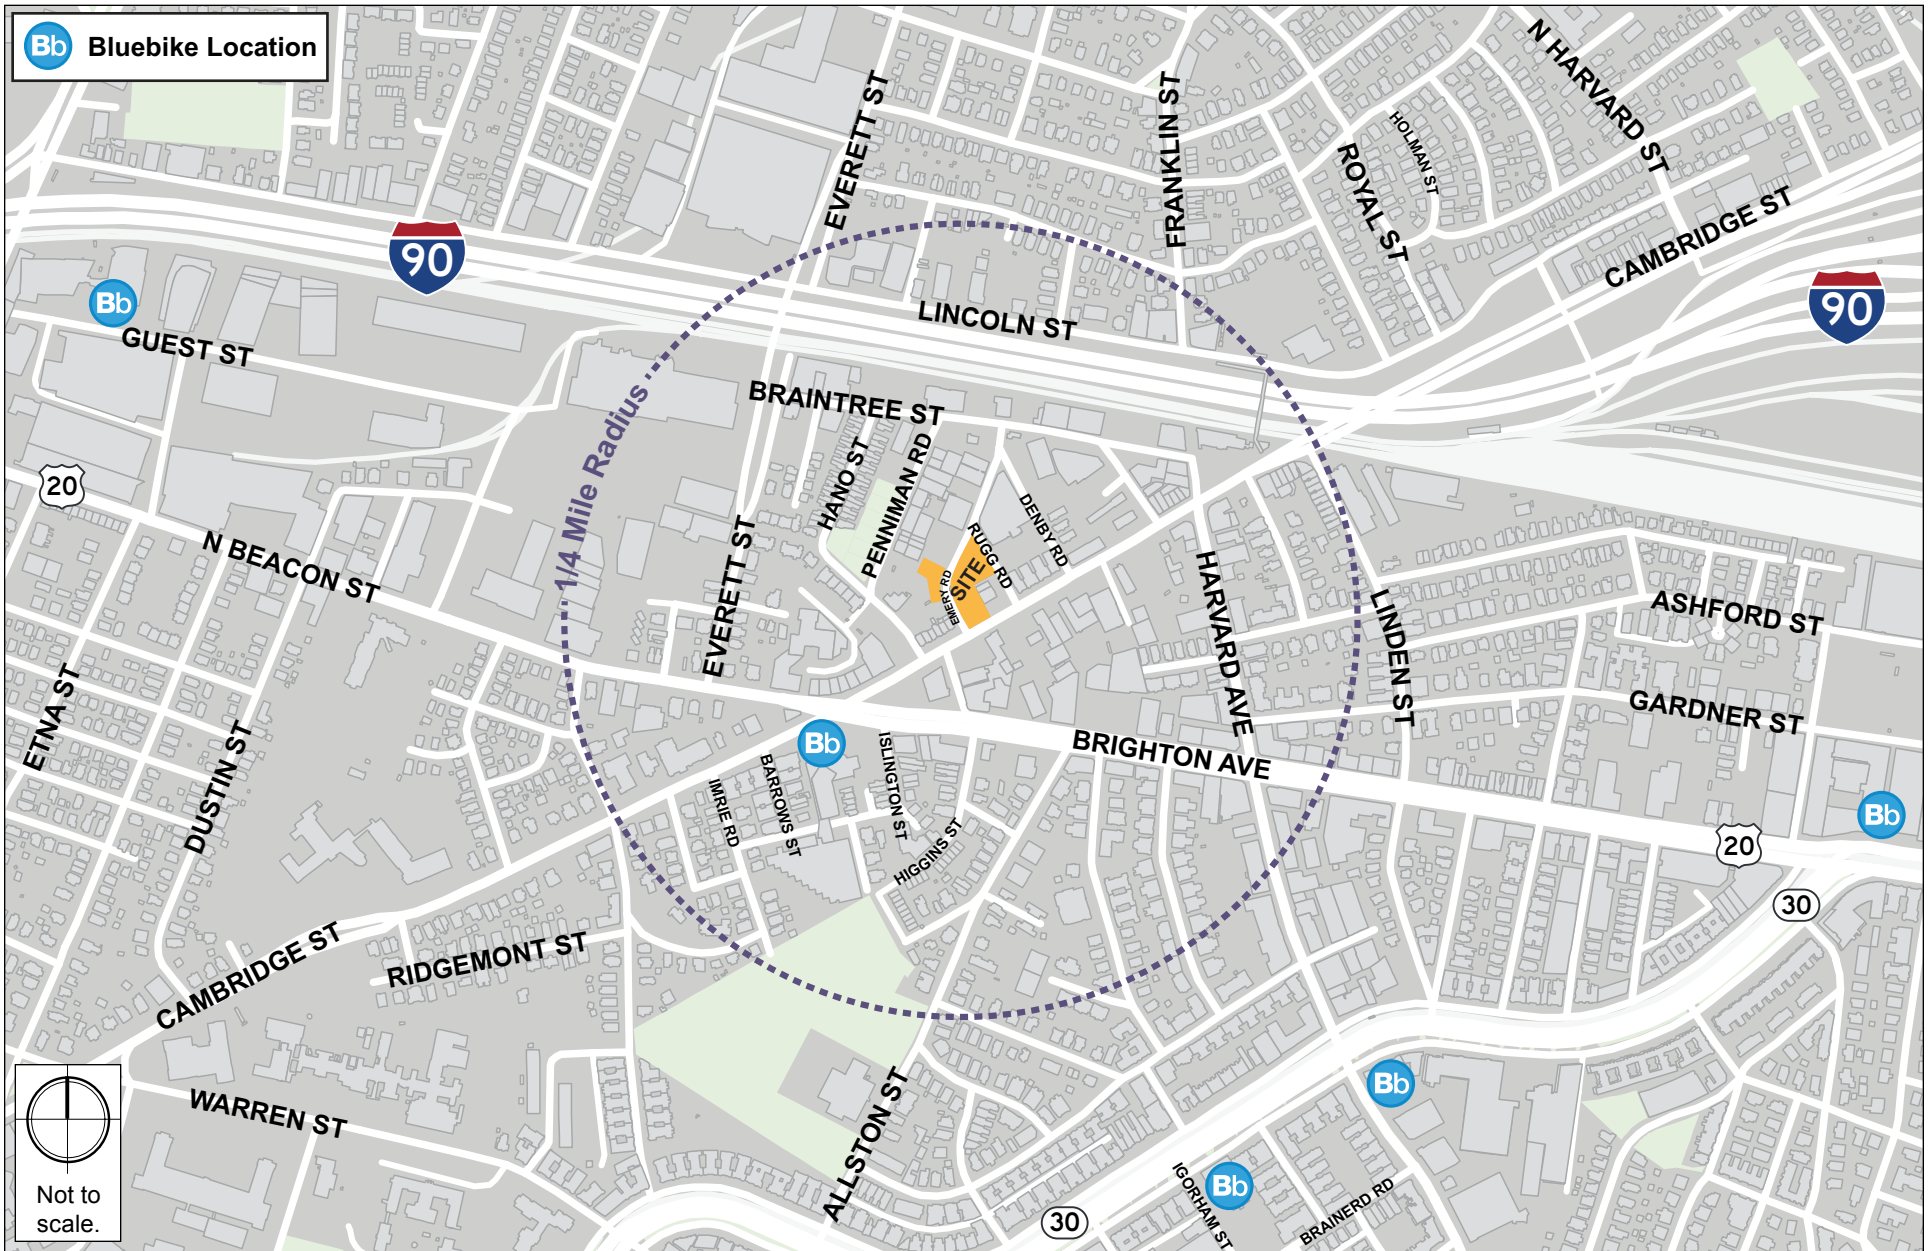 Bb Bluebike Location
N HARVARD ST
EVERETT ST
FRANKLIN ST
HOLMAN ST
ROYAL ST
CAMBRIDGE ST
90
90
Bb
GUEST ST
LINCOLN ST
1/4 Mile Radius
BRAINTREE ST
HANO ST
PENNIMAN RD
DENBY RD
RUGG RD
SITE
EMERY RD
20
N BEACON ST
EVERETT ST
HARVARD AVE
LINDEN ST
ASHFORD ST
GARDNER ST
ETNA ST
DUSTIN ST
Bb
BRIGHTON AVE
ISLINGTON ST
BARROWS ST
IMRIE RD
HIGGINS ST
Bb
20
30
CAMBRIDGE ST
RIDGEMONT ST
WARREN ST
ALLSTON ST
Bb
Bb
IGORHAM ST
BRAINERD RD
30
Not to
scale.